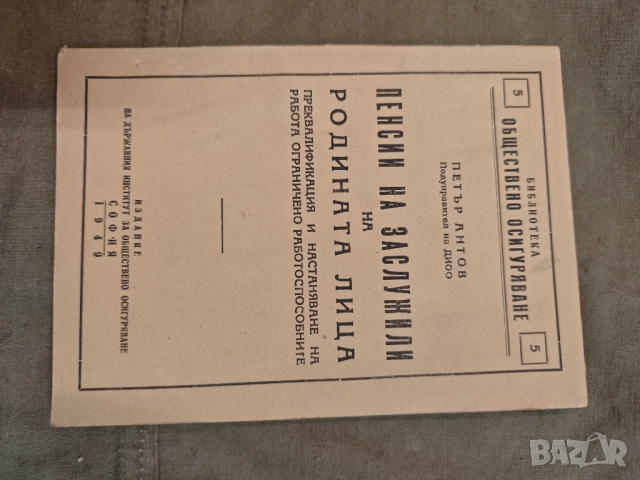 БИБЛИОТЕКА
5 ОБЩЕСТВЕНО ОСИГУРЯВАНЕ 5
ПЕТЪР АНТОВ
Подуправител на ДИОО
ПЕНСИИ НА ЗАСЛУЖИЛИ
НА
РОДИНАТА ЛИЦА
ПРЕКВАЛИФИКАЦИЯ И НАСТАНЯВАНЕ НА
РАБОТА ОГРАНИЧЕНО РАБОТОСПОСОБНИТЕ
ИЗДАНИЕ
НА ДЪРЖАВНИЯ ИНСТИТУТ ЗА ОБЩЕСТВЕНО ОСИГУРЯВАНЕ
СОФИЯ
1949
BAZAR